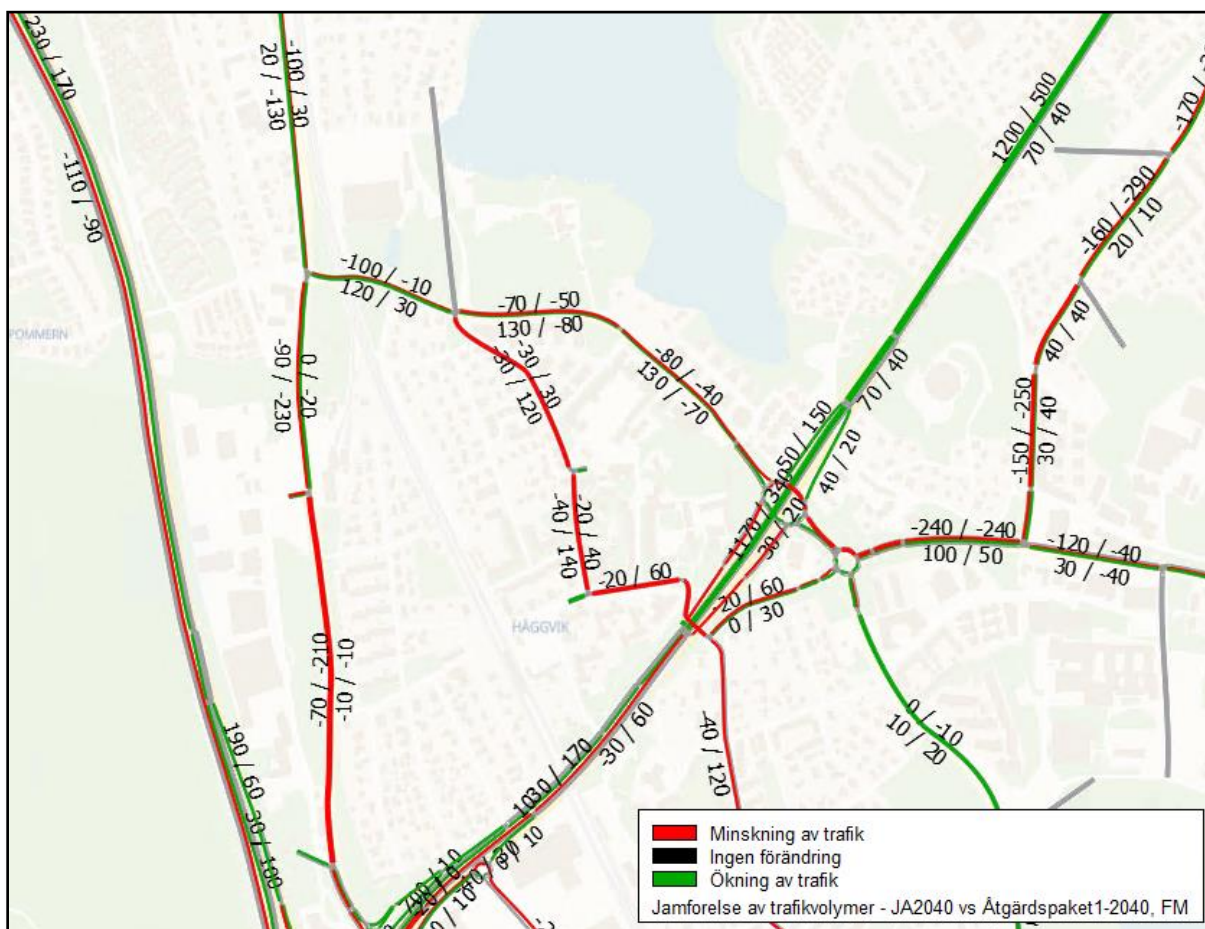 230 / 170
-110 / -90
-100 / 30
20 / -130
-100 / -10
120 / 30
-70 / -50
130 / -80
-80 / -40
130 / -70
-30 / 30
-30 / 120
0 / -20
-90 / -230
-20 / 40
-40 / 140
-20 / 60
1200 / 500
70 / 40
70 / 40
40 / 20
-170 /
-160 / -290
20 / 10
40 / 40
-150 / -250
30 / 40
-240 / -240
100 / 50
-120 / -40
30 / -40
-20 / 60
0 / 30
POMMERN
HÄGGVIK
-70 / -210
-10 / -10
-40 / 120
0 / -10
10 / 20
-30 / 60
190 / 60
Minskning av trafik
Ingen förändring
Ökning av trafik
Jamforelse av trafikvolymer - JA2040 vs Åtgärdspaket1-2040, FM